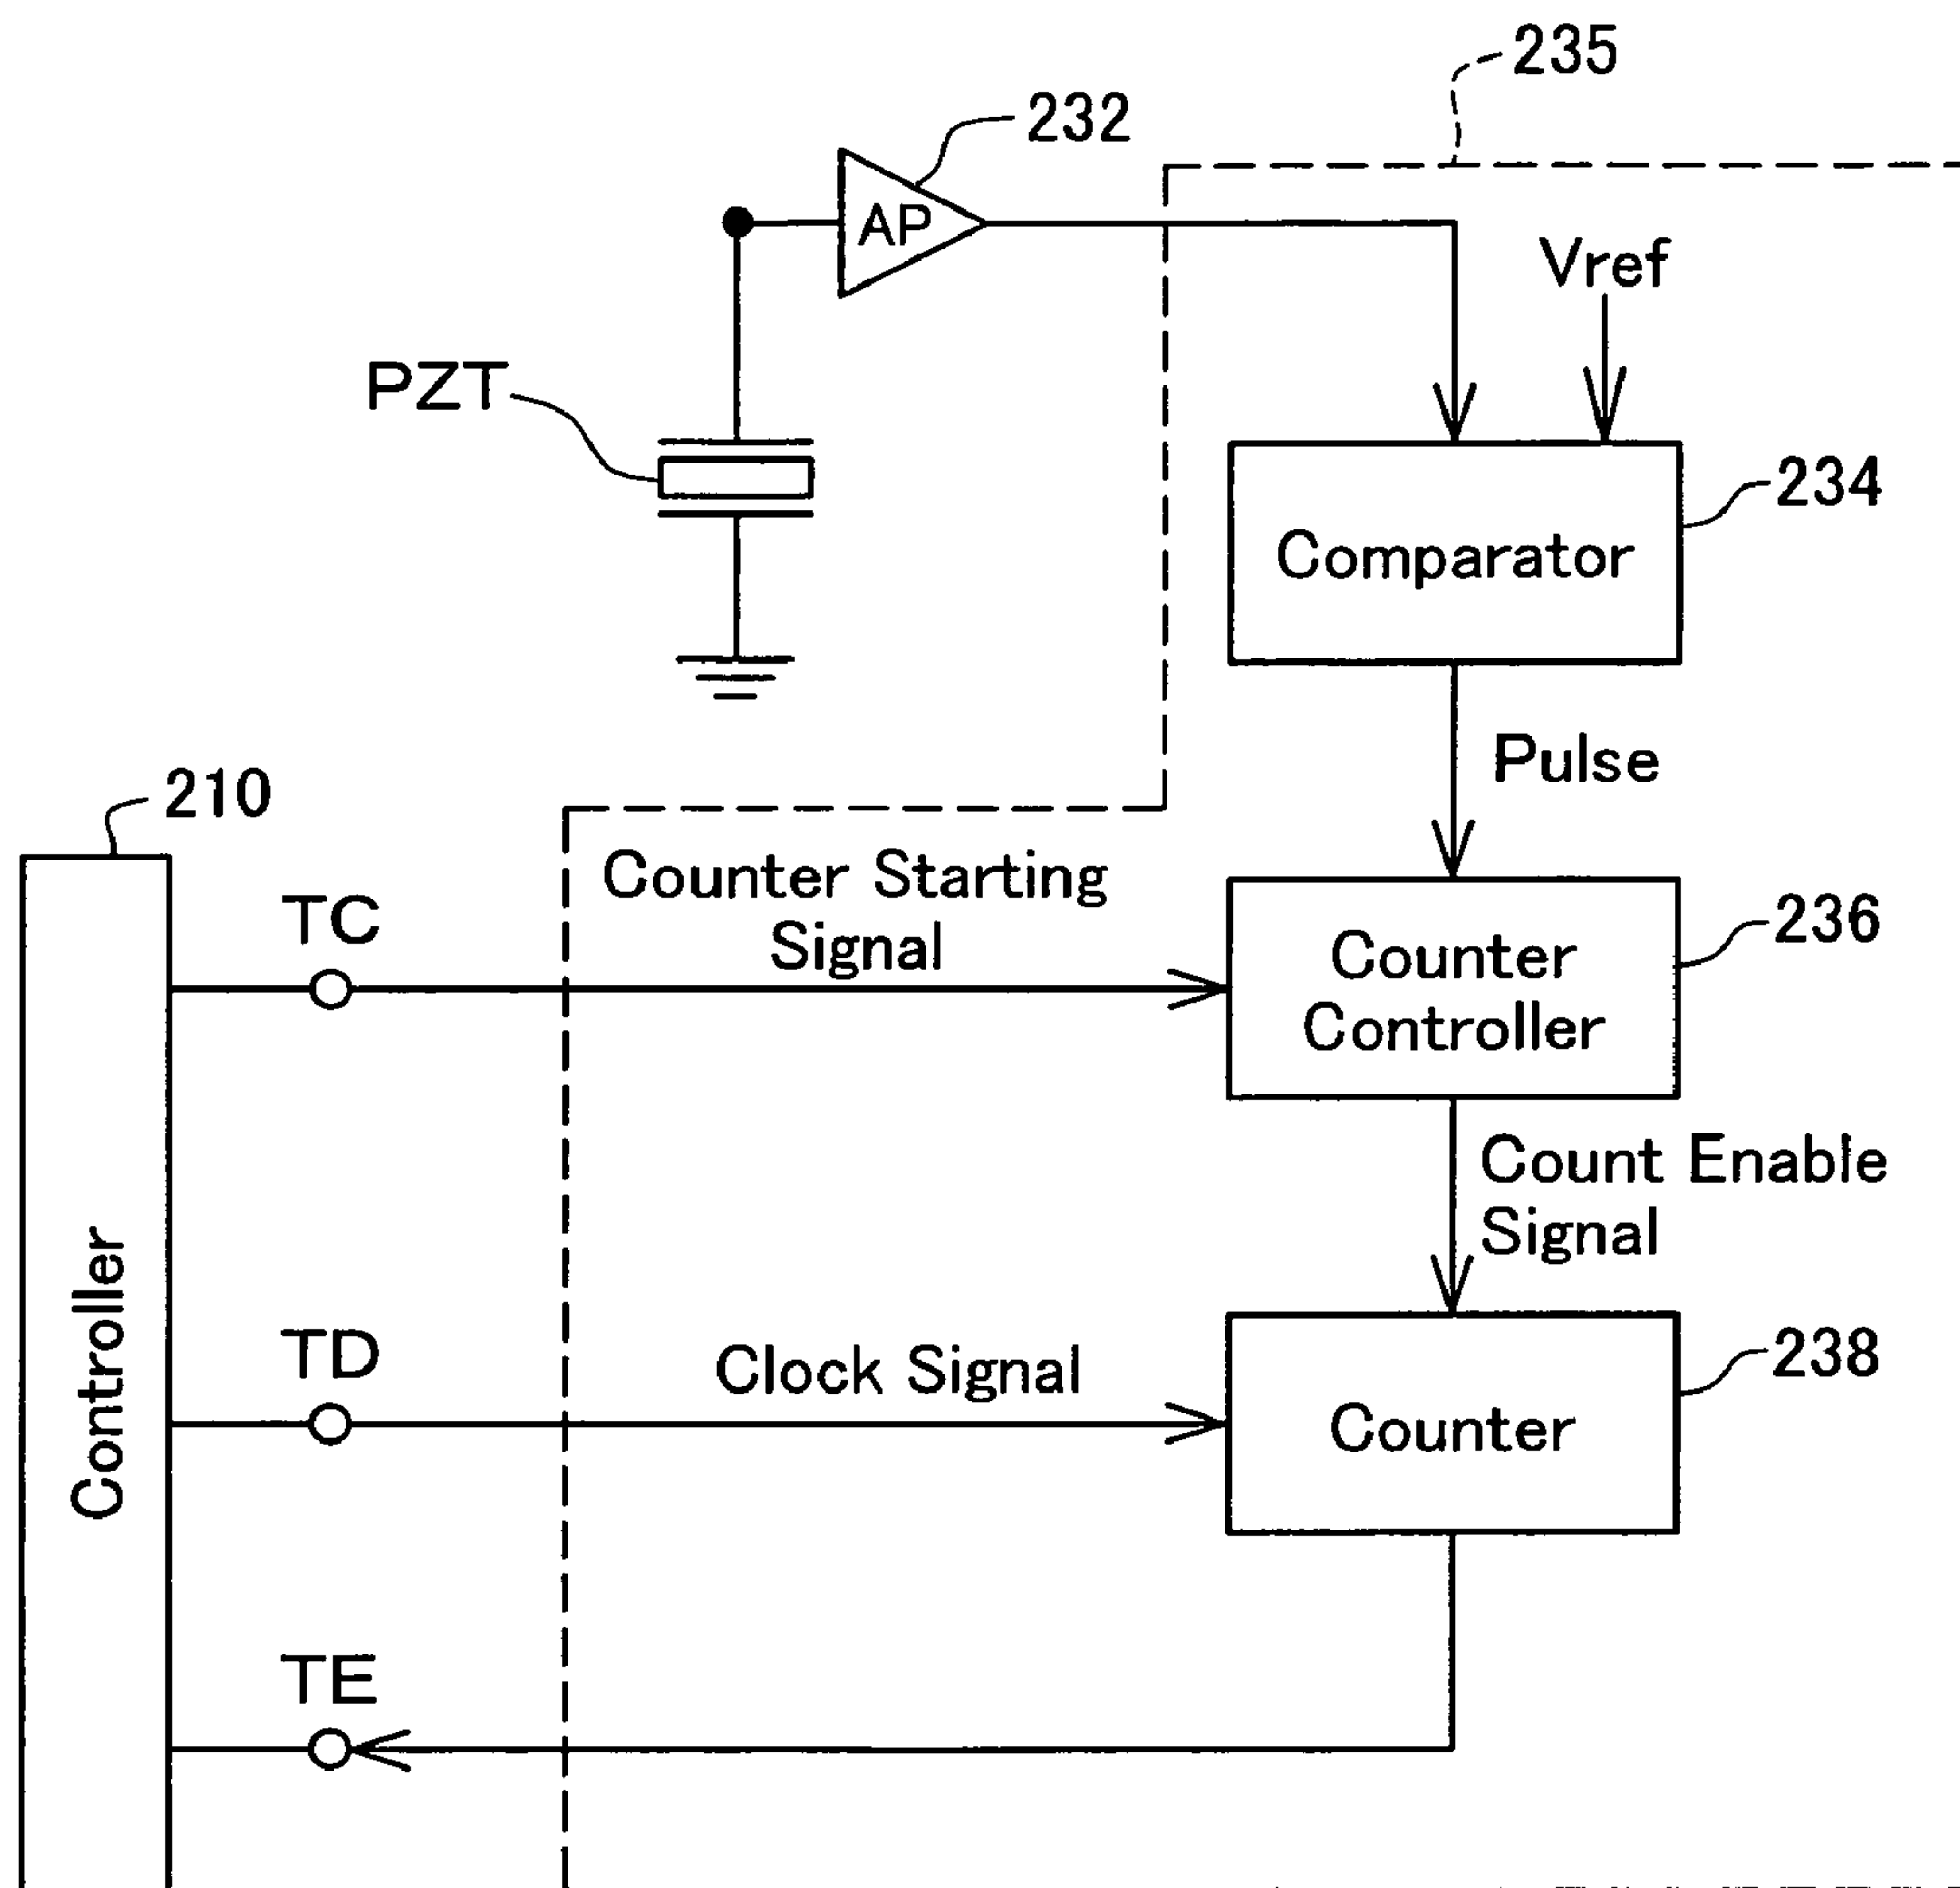 235
232
AP
Vref
PZT
234
Comparator
Pulse
210
Counter Starting
Signal
TC
236
Counter
Controller
Count Enable
Signal
Controller
TD
Clock Signal
238
Counter
TE